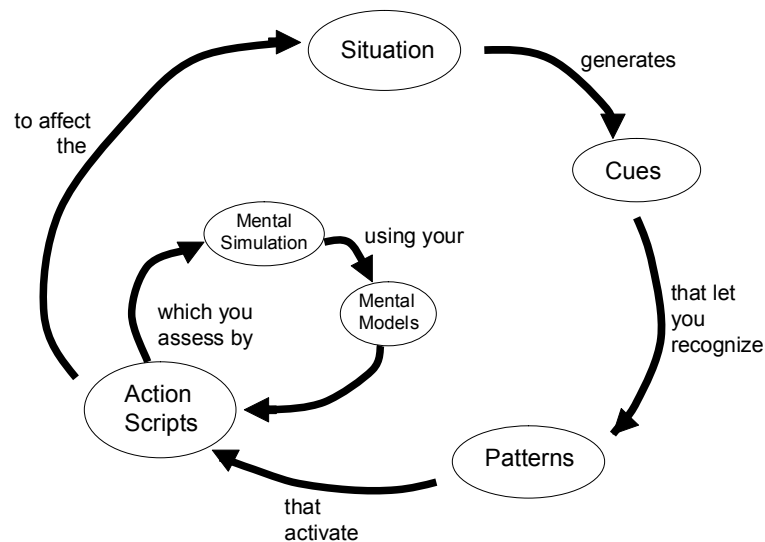 Situation
generates
Cues
that let
you
recognize
Patterns
that
activate
Action
Scripts
which you
assess by
Mental
Simulation
using your
Mental
Models
to affect
the